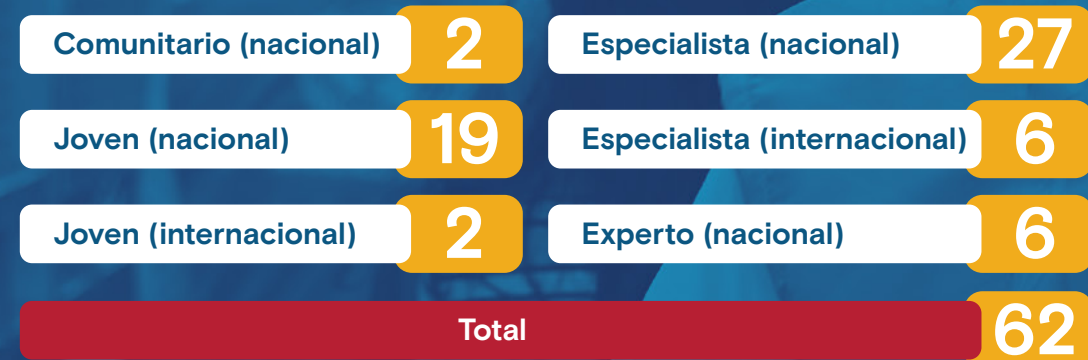 Comunitario (nacional) 2
Especialista (nacional) 27
Joven (nacional) 19
Especialista (internacional) 6
Joven (internacional) 2
Experto (nacional) 6
Total 62